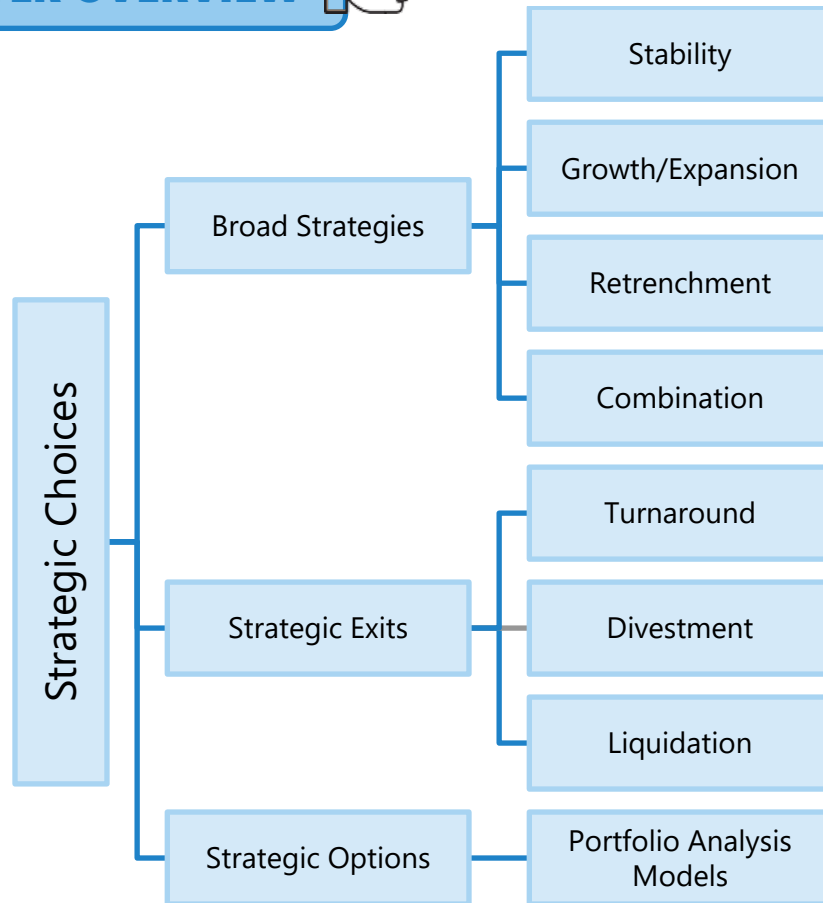 OVERVIEW
Strategic Choices
Broad Strategies
Stability
Growth/Expansion
Retrenchment
Combination
Strategic Exits
Turnaround
Divestment
Liquidation
Strategic Options
Portfolio Analysis
Models